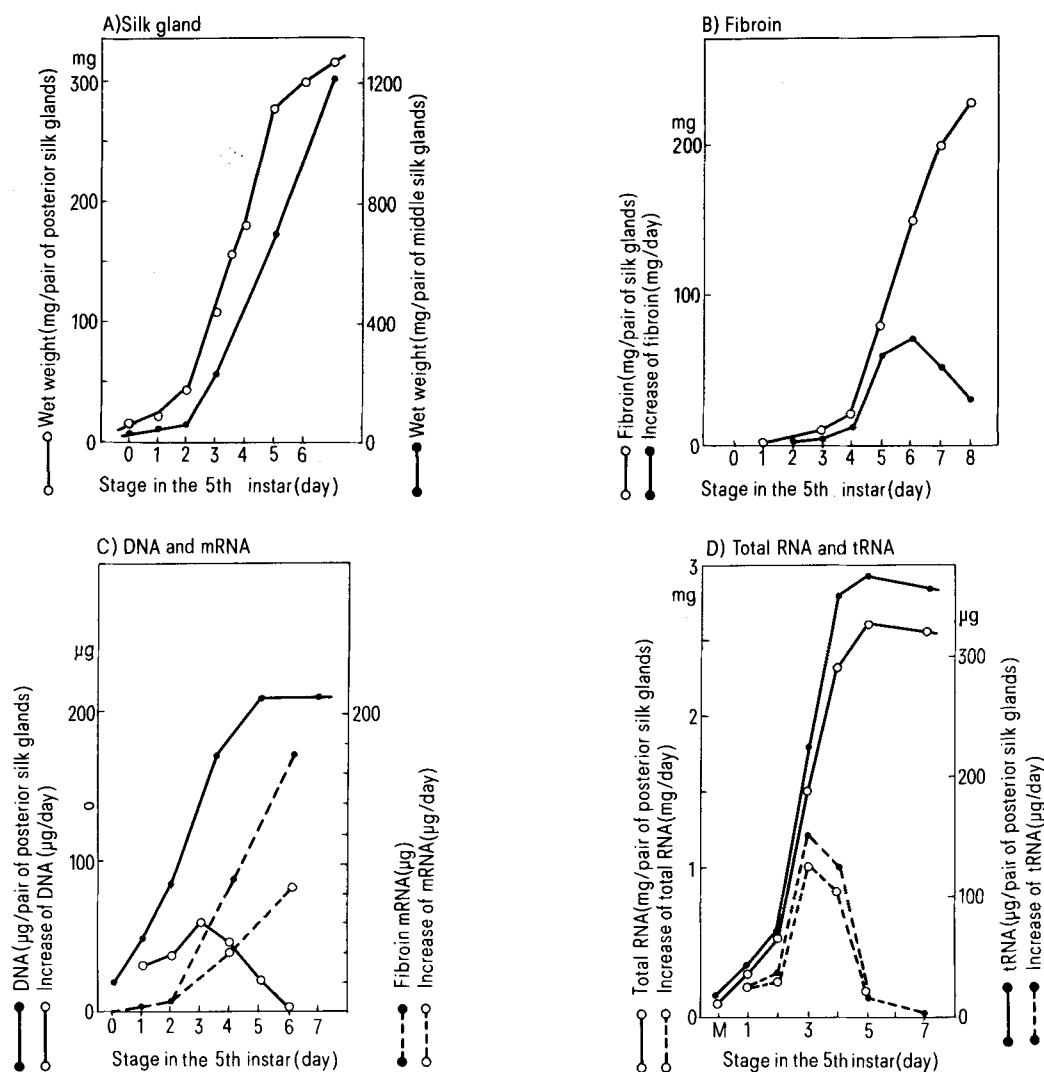 A) Silk gland
mg
300
200
100
0
1200
800
400
0
0 1 2 3 4 5 6
Stage in the 5th instar (day)
Wet weight (mg/pair of posterior silk glands)
Wet weight (mg/pair of middle silk glands)
B) Fibroin
mg
200
100
0
0 1 2 3 4 5 6 7 8
Stage in the 5th instar (day)
Fibroin (mg/pair of silk glands)
Increase of fibroin (mg/day)
C) DNA and mRNA
µg
200
100
0
200
0 1 2 3 4 5 6 7
Stage in the 5th instar (day)
DNA (µg/pair of posterior silk glands)
Increase of DNA (µg/day)
Fibroin mRNA (µg)
Increase of mRNA (µg/day)
D) Total RNA and tRNA
3
mg
2
1
0
µg
300
200
100
0
M 1 3 5 7
Stage in the 5th instar (day)
Total RNA (mg/pair of posterior silk glands)
Increase of total RNA (mg/day)
tRNA (µg/pair of posterior silk glands)
Increase of tRNA (µg/day)